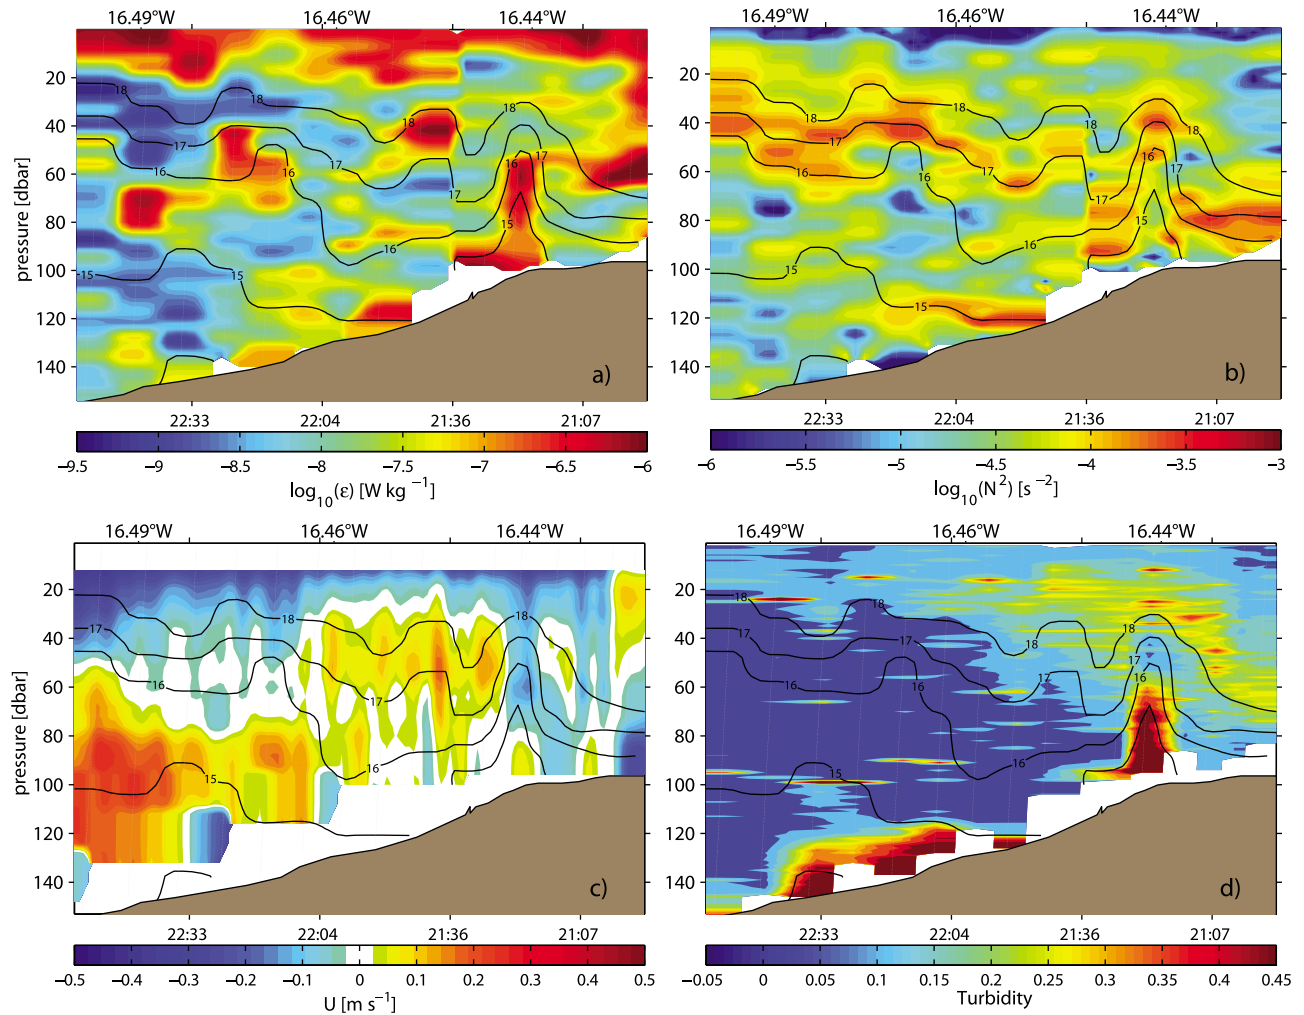 16.49°W 16.46°W 16.44°W
16.49°W 16.46°W 16.44°W
20
40
60
80
100
120
140
pressure [dbar]
18 18 18
17 17 17 17
16 16 16 16
15 15 15
a)
22:33 22:04 21:36 21:07
−9.5 −9 −8.5 −8 −7.5 −7 −6.5 −6
log10(ε) [W kg −1]
20
40
60
80
100
120
140
18 18 18 18
17 17 17 17
16 16 16 16
15 15 15
b)
22:33 22:04 21:36 21:07
−6 −5.5 −5 −4.5 −4 −3.5 −3
log10(N2) [s −2]
16.49°W 16.46°W 16.44°W
16.49°W 16.46°W 16.44°W
20
40
60
80
100
120
140
pressure [dbar]
18 18 18
17 17 17
16 16
15
c)
22:33 22:04 21:36 21:07
−0.5 −0.4 −0.3 −0.2 −0.1 0 0.1 0.2 0.3 0.4 0.5
U [m s−1]
20
40
60
80
100
120
140
18 18 18 18
17 17 17 17
16 16 16
15 15
d)
22:33 22:04 21:36 21:07
−0.05 0 0.05 0.1 0.15 0.2 0.25 0.3 0.35 0.4 0.45
Turbidity